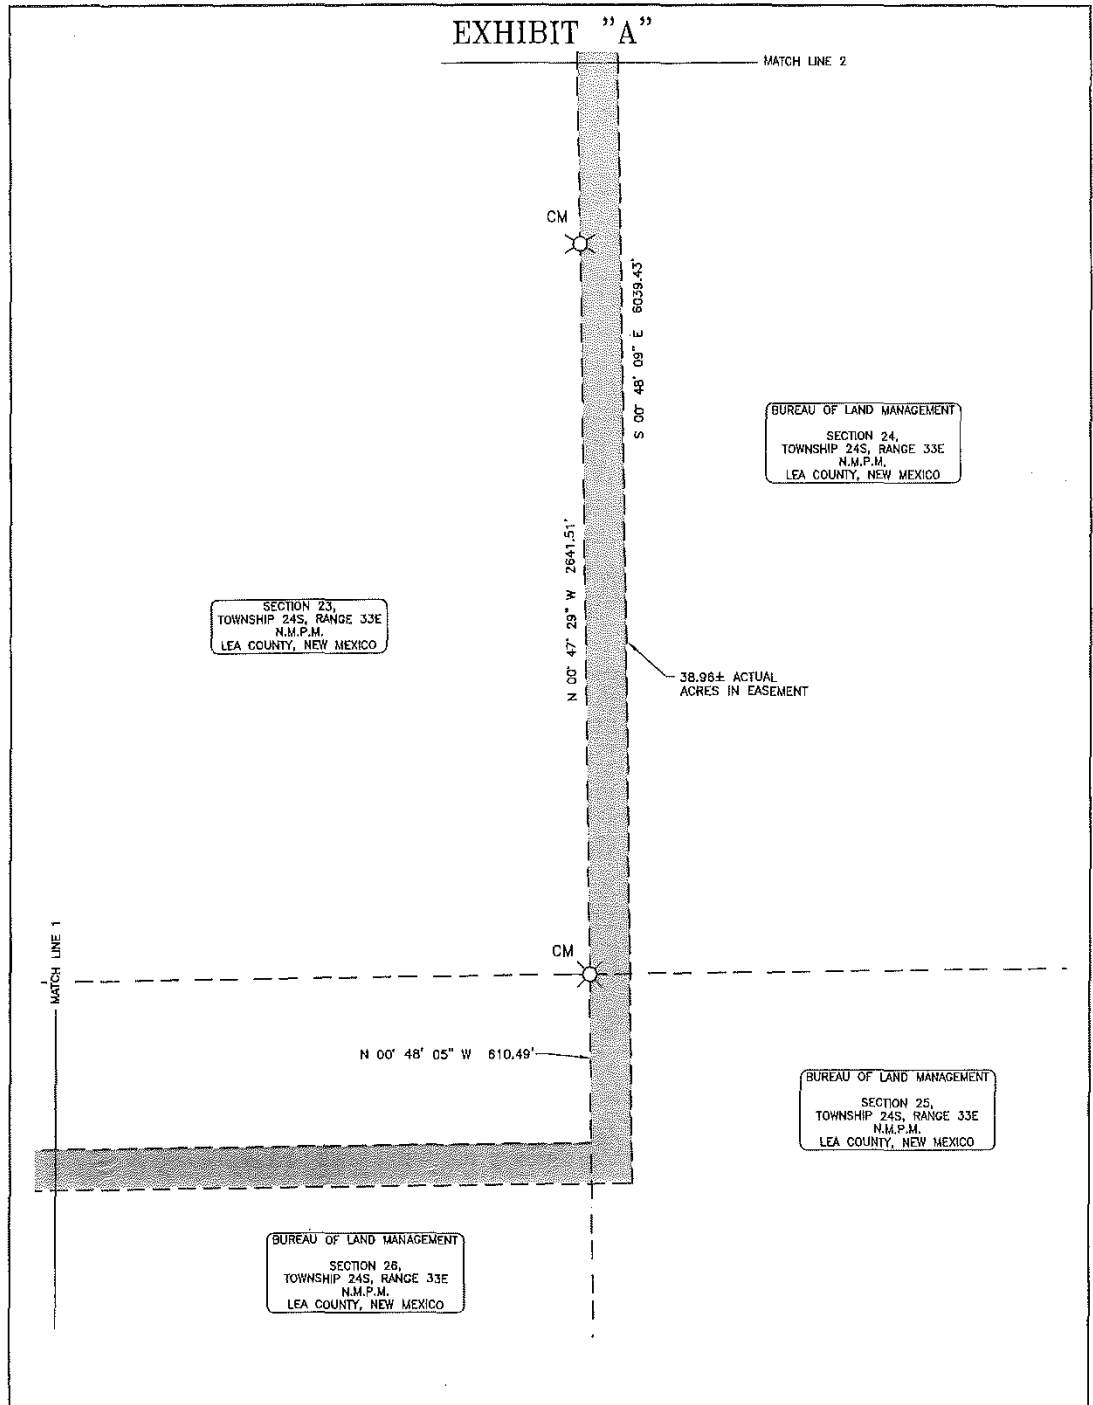 EXHIBIT "A"
MATCH LINE 2
CM
S 00° 48' 09" E 6039.43'
BUREAU OF LAND MANAGEMENT
SECTION 24,
TOWNSHIP 24S, RANGE 33E
N.M.P.M.
LEA COUNTY, NEW MEXICO
N 00° 47' 29" W 2641.51'
SECTION 23,
TOWNSHIP 24S, RANGE 33E
N.M.P.M.
LEA COUNTY, NEW MEXICO
38.96± ACTUAL
ACRES IN EASEMENT
MATCH LINE 1
CM
N 00° 48' 05" W 610.49'
BUREAU OF LAND MANAGEMENT
SECTION 25,
TOWNSHIP 24S, RANGE 33E
N.M.P.M.
LEA COUNTY, NEW MEXICO
BUREAU OF LAND MANAGEMENT
SECTION 26,
TOWNSHIP 24S, RANGE 33E
N.M.P.M.
LEA COUNTY, NEW MEXICO